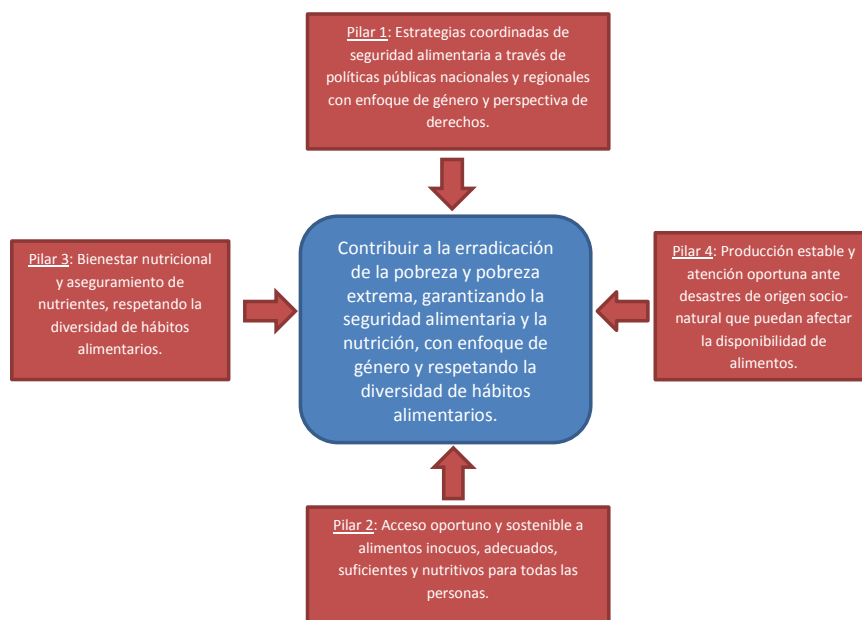 Pilar 1: Estrategias coordinadas de
seguridad alimentaria a través de
políticas públicas nacionales y regionales
con enfoque de género y perspectiva de
derechos.
Pilar 3: Bienestar nutricional
y aseguramiento de
nutrientes, respetando la
diversidad de hábitos
alimentarios.
Contribuir a la erradicación
de la pobreza y pobreza
extrema, garantizando la
seguridad alimentaria y la
nutrición, con enfoque de
género y respetando la
diversidad de hábitos
alimentarios.
Pilar 4: Producción estable y
atención oportuna ante
desastres de origen socio-
natural que puedan afectar
la disponibilidad de
alimentos.
Pilar 2: Acceso oportuno y sostenible a
alimentos inocuos, adecuados,
suficientes y nutritivos para todas las
personas.